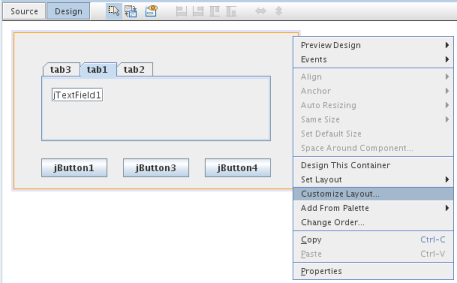 Source Design
tab3 tab1 tab2
jTextField1
jButton1 jButton3 jButton4
Preview Design
Events
Align
Anchor
Auto Resizing
Same Size
Set Default Size
Space Around Component...
Design This Container
Set Layout
Customize Layout...
Add From Palette
Change Order...
Copy Ctrl-C
Paste Ctrl-V
Properties